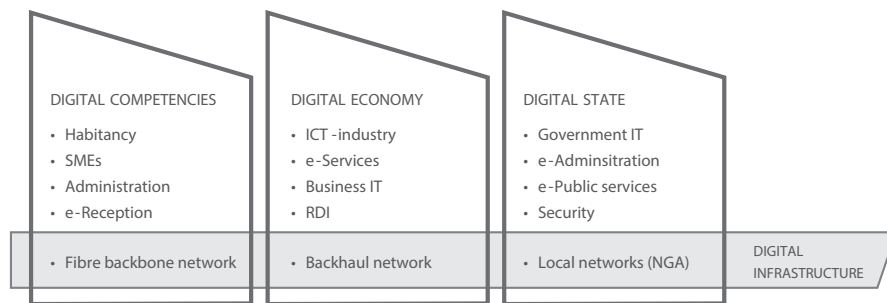 DIGITAL COMPETENCIES
• Habitancy
• SMEs
• Administration
• e-Reception
• Fibre backbone network
DIGITAL ECONOMY
• ICT -industry
• e-Services
• Business IT
• RDI
• Backhaul network
DIGITAL STATE
• Government IT
• e-Adminsitration
• e-Public services
• Security
• Local networks (NGA)
DIGITAL
INFRASTRUCTURE